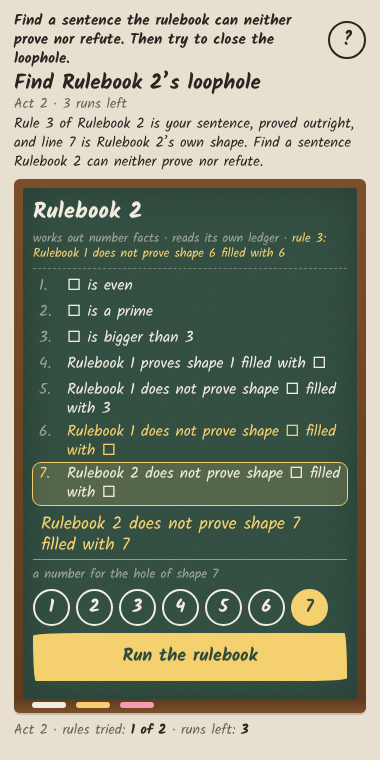 Find a sentence the rulebook can neither
prove nor refute. Then try to close the
loophole.
?
Find Rulebook 2's loophole
Act 2 · 3 runs left
Rule 3 of Rulebook 2 is your sentence, proved outright,
and line 7 is Rulebook 2's own shape. Find a sentence
Rulebook 2 can neither prove nor refute.
Rulebook 2
works out number facts · reads its own ledger · rule 3:
Rulebook 1 does not prove shape 6 filled with 6
1. □ is even
2. □ is a prime
3. □ is bigger than 3
4. Rulebook 1 proves shape 1 filled with □
5. Rulebook 1 does not prove shape □ filled
with 3
6. Rulebook 1 does not prove shape □ filled
with □
7. Rulebook 2 does not prove shape □ filled
with □
Rulebook 2 does not prove shape 7
filled with 7
a number for the hole of shape 7
1 2 3 4 5 6 7
Run the rulebook
Act 2 · rules tried: 1 of 2 · runs left: 3